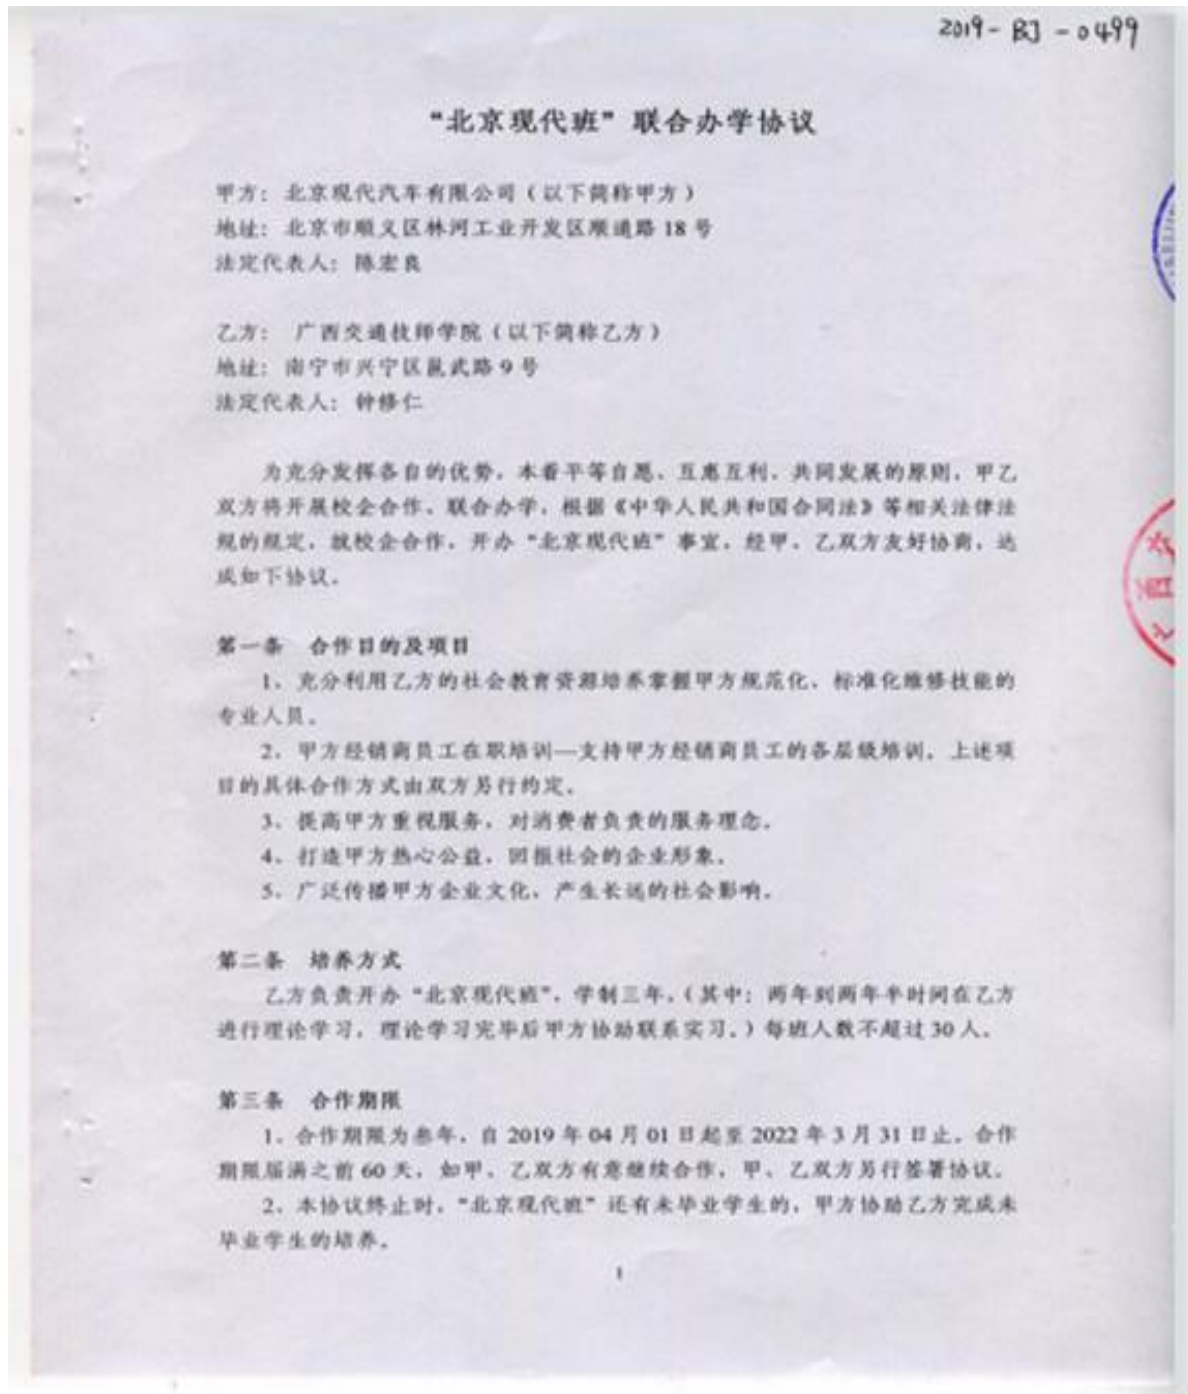 2019-BJ-0499
“北京现代班”联合办学协议
甲方：北京现代汽车有限公司（以下简称甲方）
地址：北京市顺义区林河工业开发区顺通路 18 号
法定代表人：陈宏良
乙方： 广西交通技师学院（以下简称乙方）
地址：南宁市兴宁区邕武路 9 号
法定代表人：钟修仁
为充分发挥各自的优势，本着平等自愿、互惠互利、共同发展的原则，甲乙
双方将开展校企合作、联合办学，根据《中华人民共和国合同法》等相关法律法
规的规定，就校企合作，开办“北京现代班”事宜，经甲、乙双方友好协商，达
成如下协议。
第一条 合作目的及项目
1、充分利用乙方的社会教育资源培养掌握甲方规范化、标准化维修技能的
专业人员。
2、甲方经销商员工在职培训—支持甲方经销商员工的各层级培训，上述项
目的具体合作方式由双方另行约定。
3、提高甲方重视服务，对消费者负责的服务理念。
4、打造甲方热心公益，回报社会的企业形象。
5、广泛传播甲方企业文化，产生长远的社会影响。
第二条 培养方式
乙方负责开办“北京现代班”，学制三年，（其中：两年到两年半时间在乙方
进行理论学习，理论学习完毕后甲方协助联系实习。）每班人数不超过 30 人。
第三条 合作期限
1、合作期限为叁年，自 2019 年 04 月 01 日起至 2022 年 3 月 31 日止。合作
期限届满之前 60 天，如甲、乙双方有意继续合作，甲、乙双方另行签署协议。
2、本协议终止时，“北京现代班”还有未毕业学生的，甲方协助乙方完成未
毕业学生的培养。
1